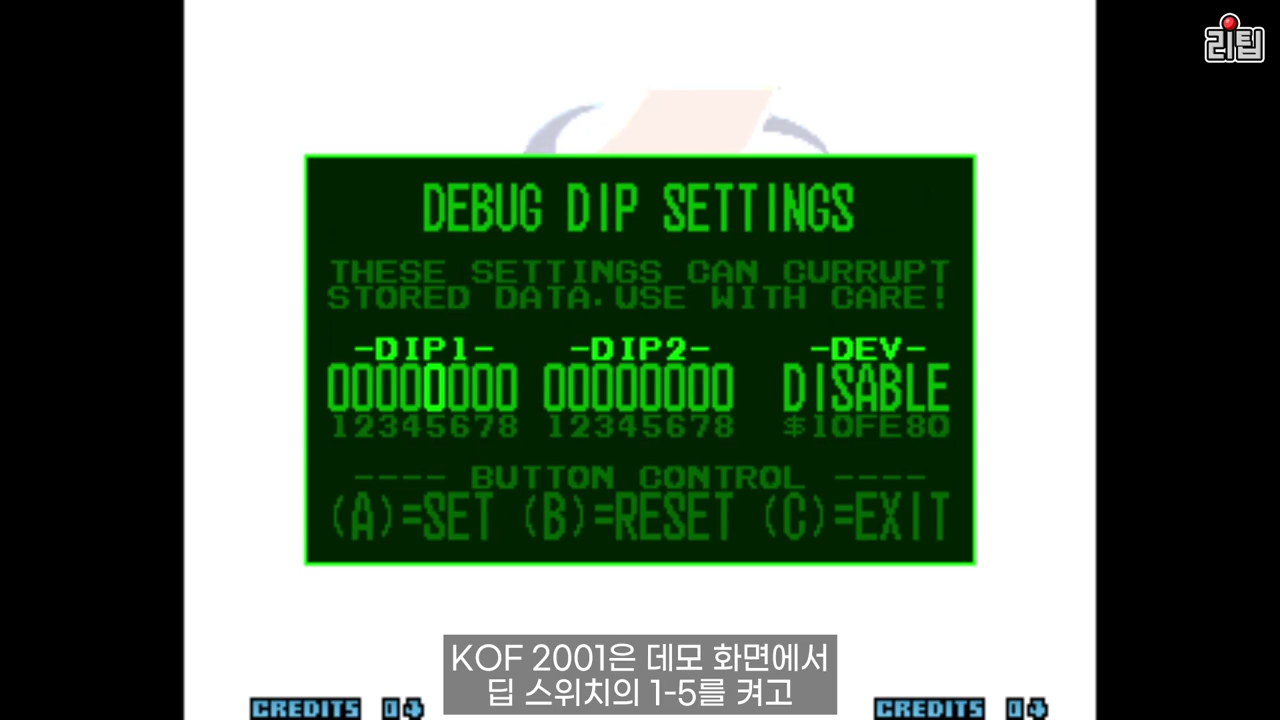 리팁
DEBUG DIP SETTINGS
THESE SETTINGS CAN CURRUPT
STORED DATA.USE WITH CARE!
-DIP1- -DIP2- -DEV-
00000000 00000000 DISABLE
12345678 12345678 $10FE80
---- BUTTON CONTROL ----
(A)=SET (B)=RESET (C)=EXIT
KOF 2001은 데모 화면에서
딥 스위치의 1-5를 켜고
CREDITS 04 CREDITS 04